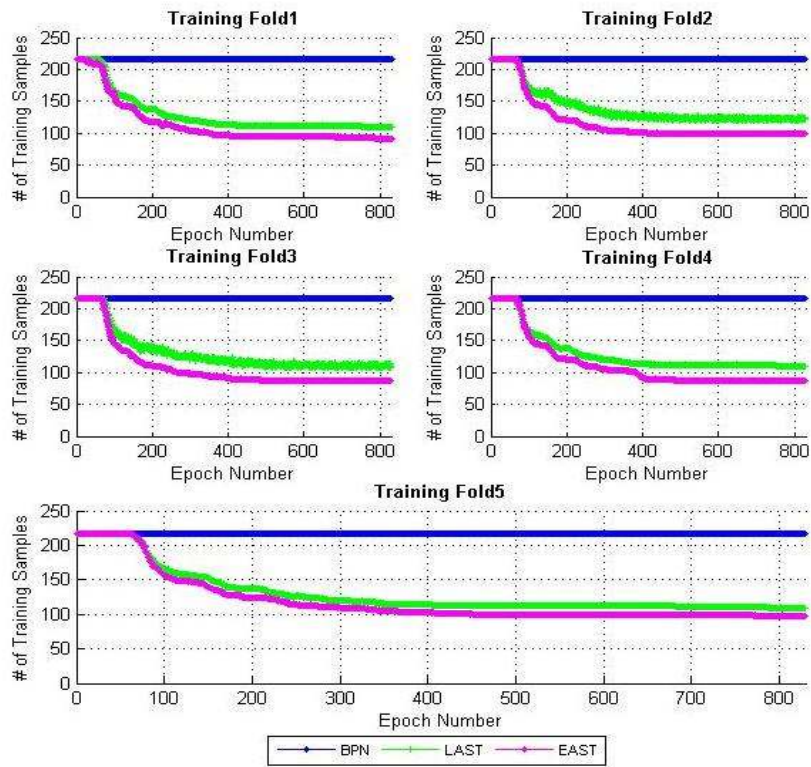 Training Fold1
# of Training Samples
250
200
150
100
50
0
0 200 400 600 800
Epoch Number
Training Fold2
# of Training Samples
250
200
150
100
50
0
0 200 400 600 800
Epoch Number
Training Fold3
# of Training Samples
250
200
150
100
50
0
0 200 400 600 800
Epoch Number
Training Fold4
# of Training Samples
250
200
150
100
50
0
0 200 400 600 800
Epoch Number
Training Fold5
# of Training Samples
250
200
150
100
50
0
0 100 200 300 400 500 600 700 800
Epoch Number
BPN LAST EAST